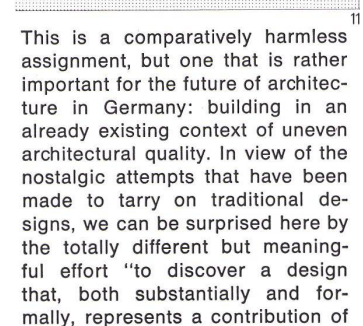 11
This is a comparatively harmless
assignment, but one that is rather
important for the future of architec-
ture in Germany: building in an
already existing context of uneven
architectural quality. In view of the
nostalgic attempts that have been
made to tarry on traditional de-
signs, we can be surprised here by
the totally different but meaning-
ful effort "to discover a design
that, both substantially and for-
mally, represents a contribution of